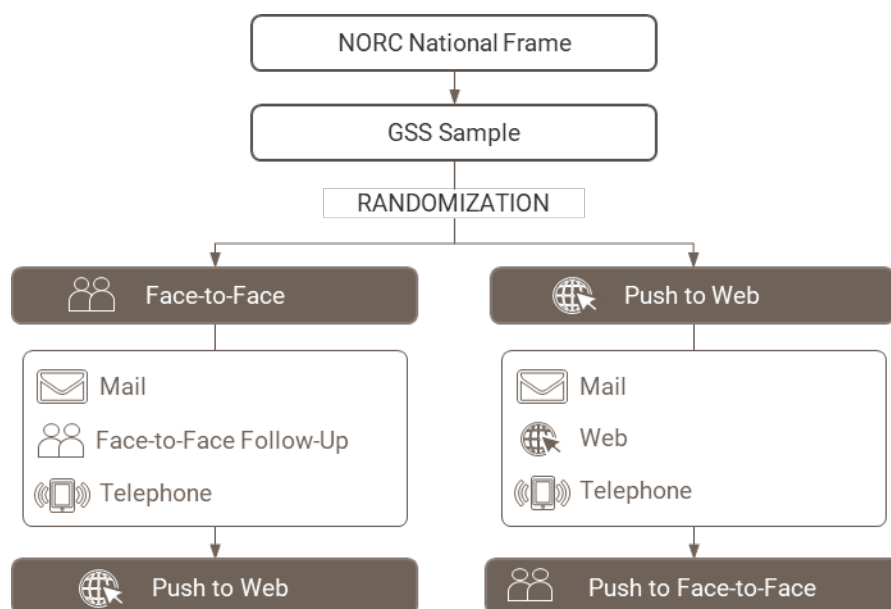 NORC National Frame
GSS Sample
RANDOMIZATION
Face-to-Face
Mail
Face-to-Face Follow-Up
Telephone
Push to Web
Push to Web
Mail
Web
Telephone
Push to Face-to-Face